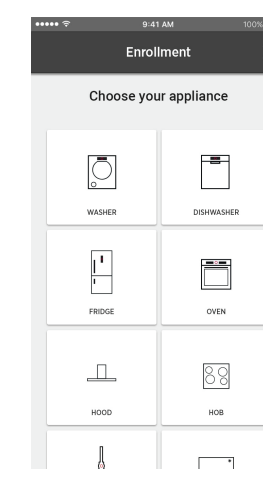 9:41 AM 100%
Enrollment
Choose your appliance
WASHER DISHWASHER
FRIDGE OVEN
HOOD HOB